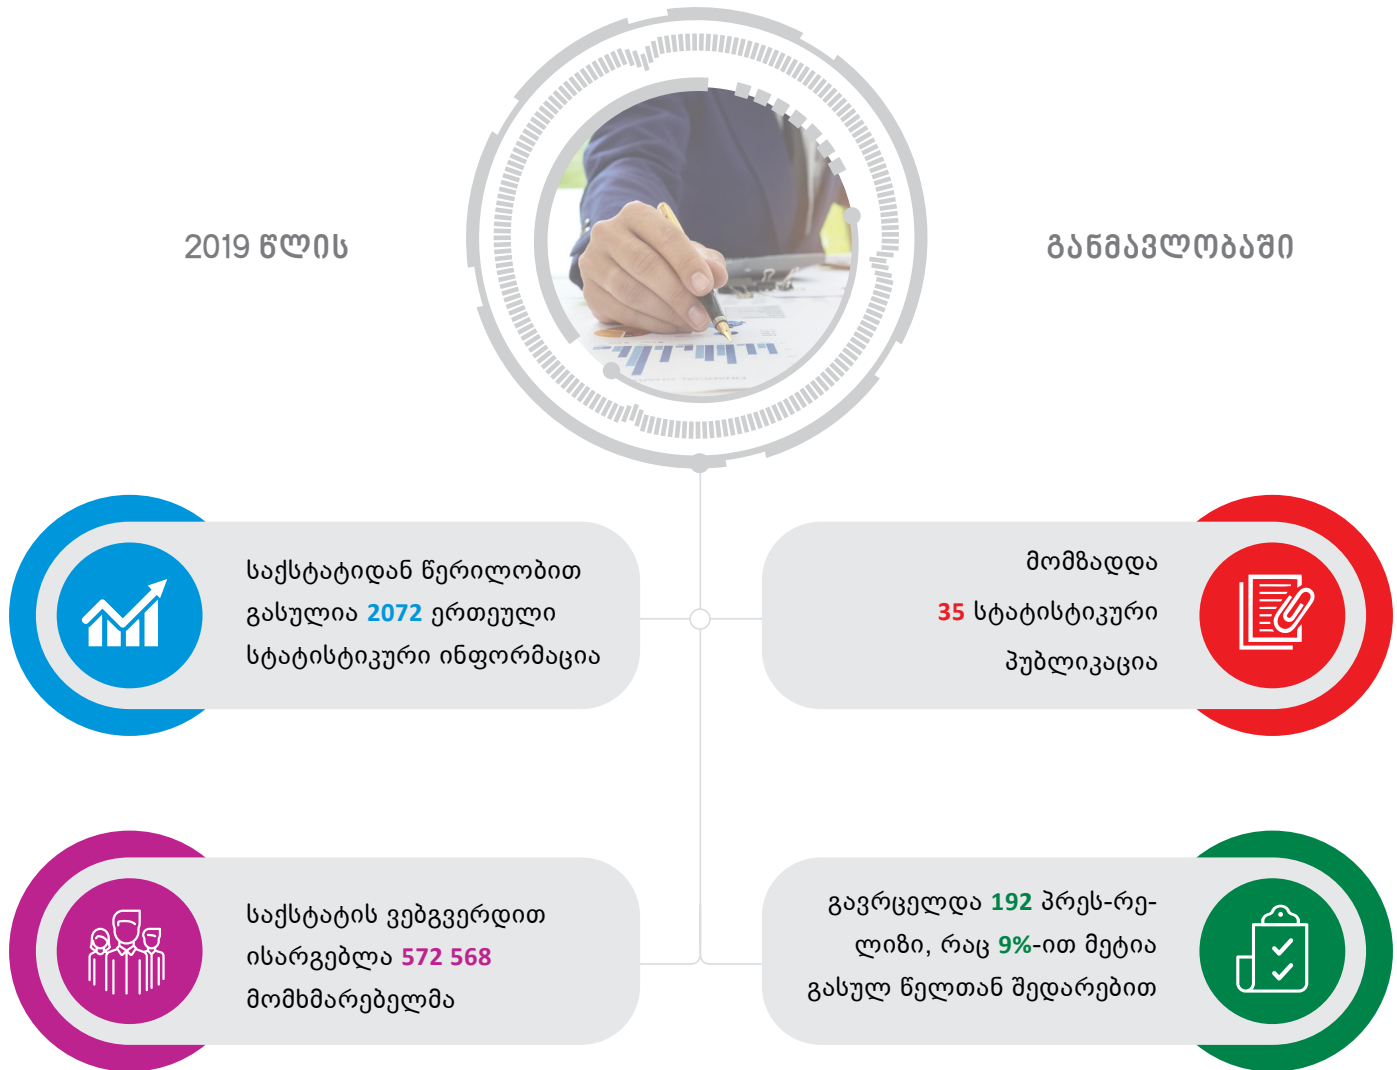 2019 წლის
განმავლობაში
საქსტატიდან წერილობით
გასულია 2072 ერთეული
სტატისტიკური ინფორმაცია
მომზადდა
35 სტატისტიკური
პუბლიკაცია
საქსტატის ვებგვერდით
ისარგებლა 572 568
მომხმარებელმა
გავრცელდა 192 პრეს-რე-
ლიზი, რაც 9%-ით მეტია
გასულ წელთან შედარებით